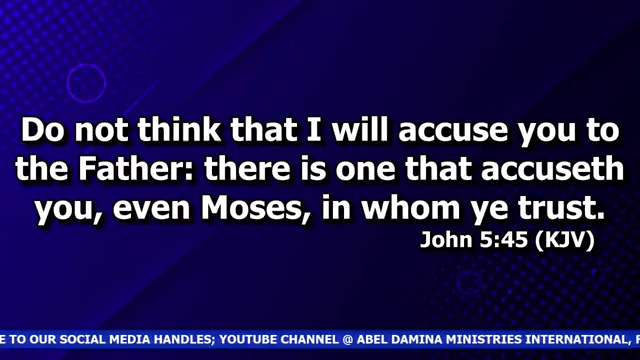 Do not think that I will accuse you to
the Father: there is one that accuseth
you, even Moses, in whom ye trust.
John 5:45 (KJV)
E TO OUR SOCIAL MEDIA HANDLES; YOUTUBE CHANNEL @ ABEL DAMINA MINISTRIES INTERNATIONAL, F